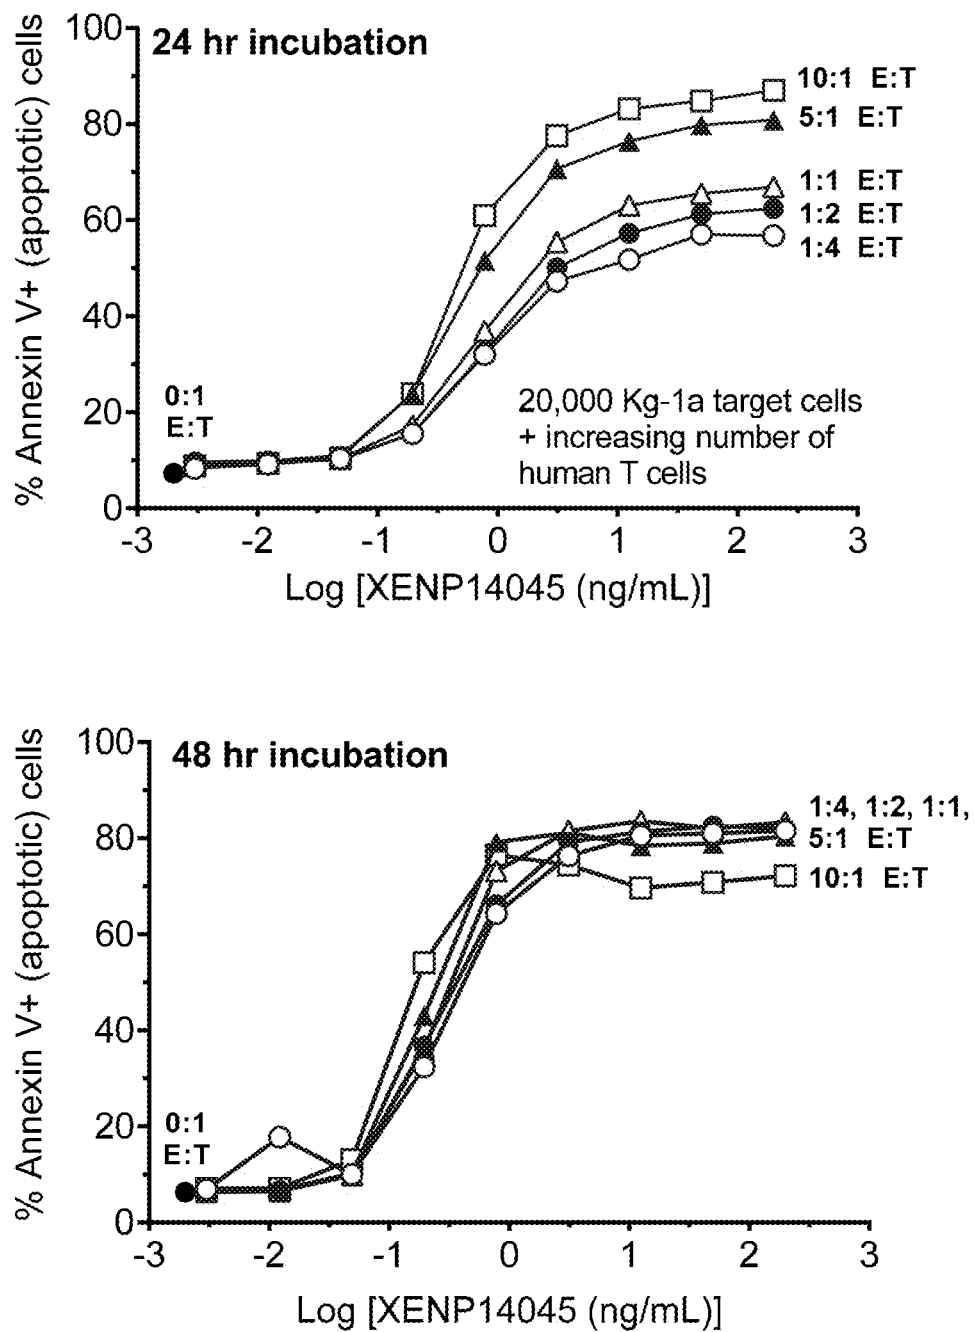 % Annexin V+ (apoptotic) cells
24 hr incubation
100
80
60
40
20
0
10:1 E:T
5:1 E:T
1:1 E:T
1:2 E:T
1:4 E:T
0:1
E:T
20,000 Kg-1a target cells
+ increasing number of
human T cells
-3 -2 -1 0 1 2 3
Log [XENP14045 (ng/mL)]
% Annexin V+ (apoptotic) cells
48 hr incubation
100
80
60
40
20
0
1:4, 1:2, 1:1,
5:1 E:T
10:1 E:T
0:1
E:T
-3 -2 -1 0 1 2 3
Log [XENP14045 (ng/mL)]